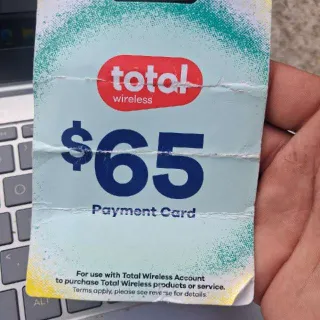 total
wireless
$65
Payment Card
For use with Total Wireless Account
to purchase Total Wireless products or service.
Terms apply, please see reverse for details.
ALT